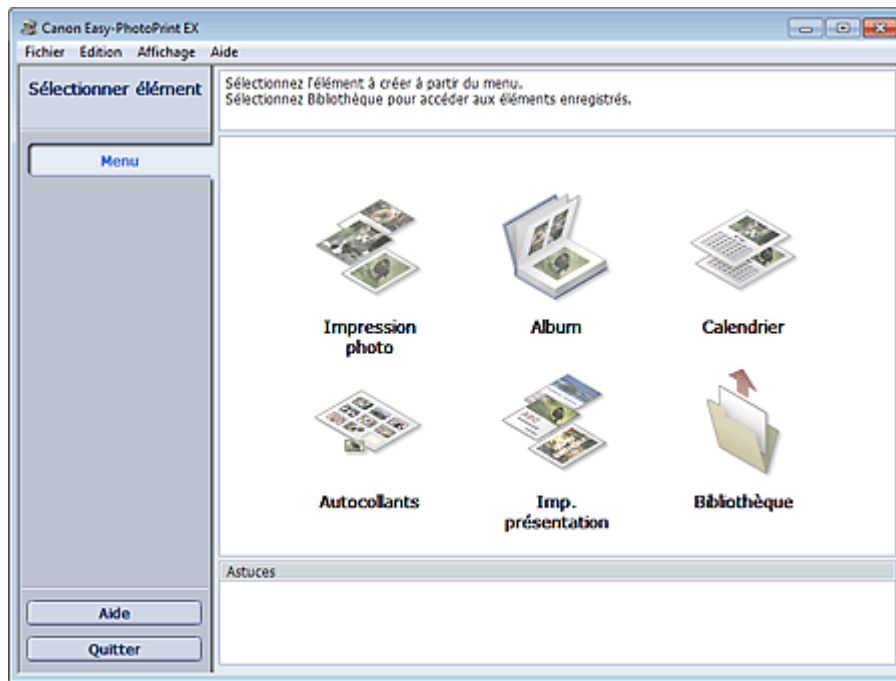 Canon Easy-PhotoPrint EX
Fichier Edition Affichage Aide
Sélectionner élément
Sélectionnez l'élément à créer à partir du menu.
Sélectionnez Bibliothèque pour accéder aux éléments enregistrés.
Menu
Impression
photo
Album
Calendrier
ABC
Autocollants
Imp.
présentation
Bibliothèque
Astuces
Aide
Quitter